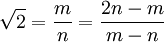 √2 = m/n = (2n − m)/(m − n)